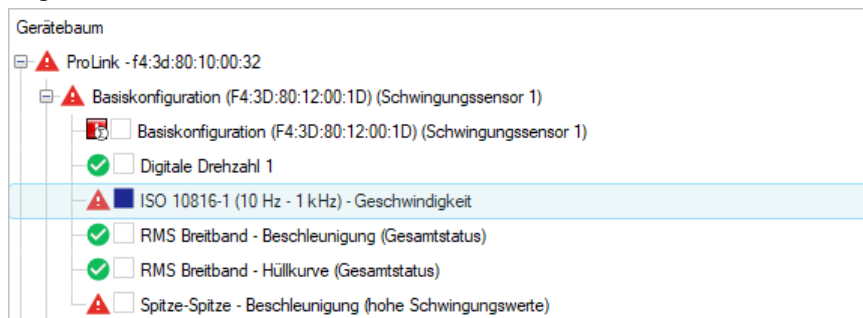 Gerätebaum
ProLink - f4:3d:80:10:00:32
Basiskonfiguration (F4:3D:80:12:00:1D) (Schwingungssensor 1)
Basiskonfiguration (F4:3D:80:12:00:1D) (Schwingungssensor 1)
Digitale Drehzahl 1
ISO 10816-1 (10 Hz - 1 kHz) - Geschwindigkeit
RMS Breitband - Beschleunigung (Gesamtstatus)
RMS Breitband - Hüllkurve (Gesamtstatus)
Spitze-Spitze - Beschleunigung (hohe Schwingungswerte)